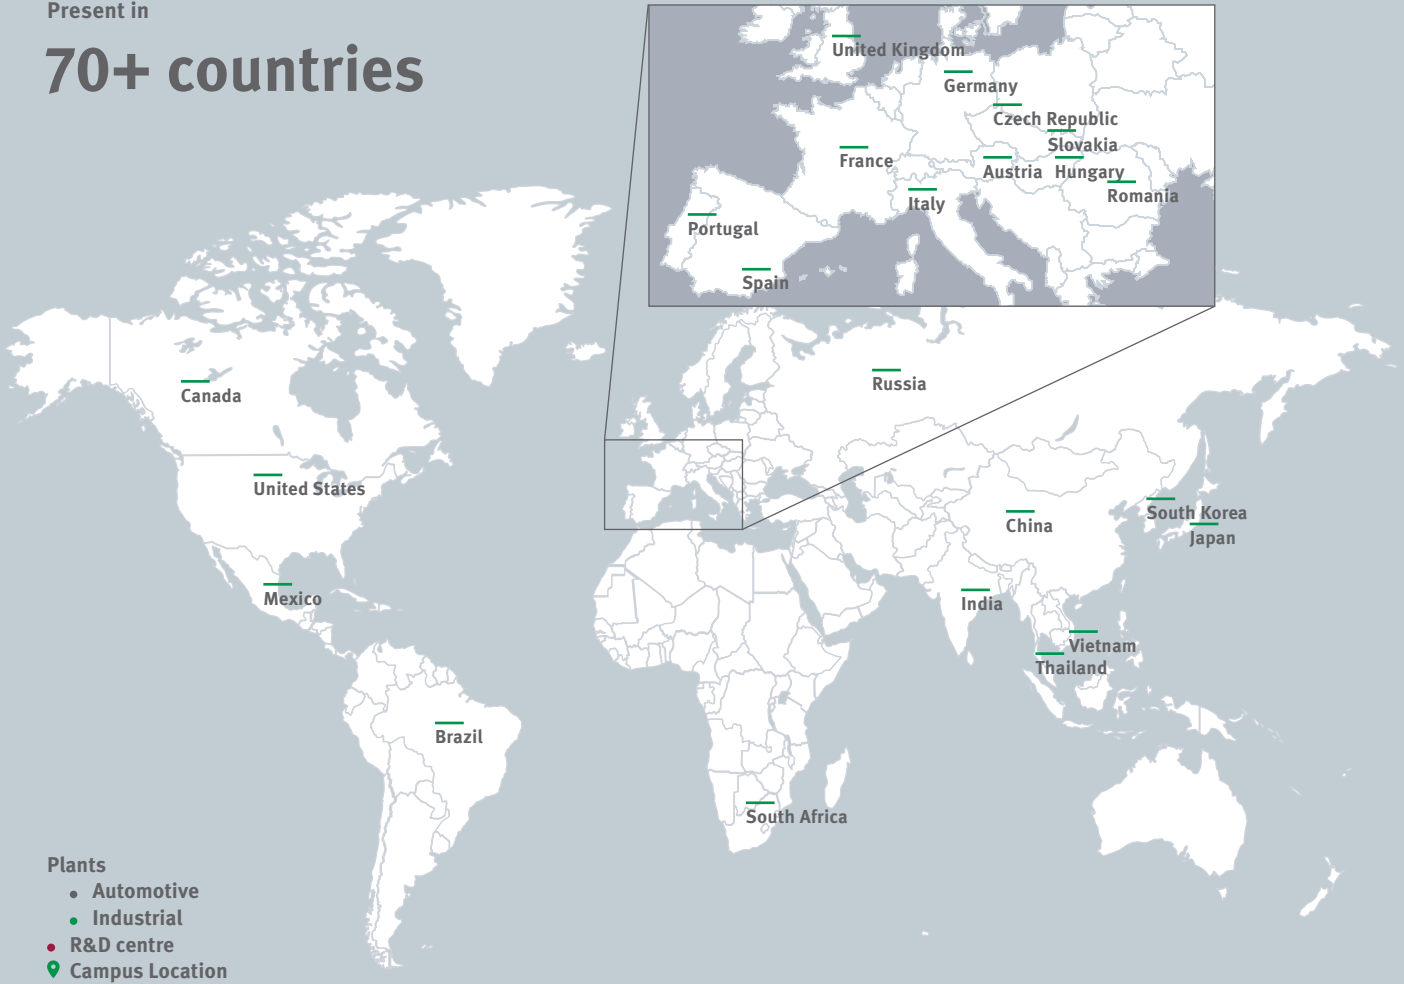 Present in
70+ countries
United Kingdom
Germany
Czech Republic
Slovakia
France
Austria
Hungary
Romania
Italy
Portugal
Spain
Russia
Canada
United States
Mexico
China
South Korea
Japan
India
Vietnam
Thailand
Brazil
South Africa
Plants
Automotive
Industrial
R&D centre
Campus Location